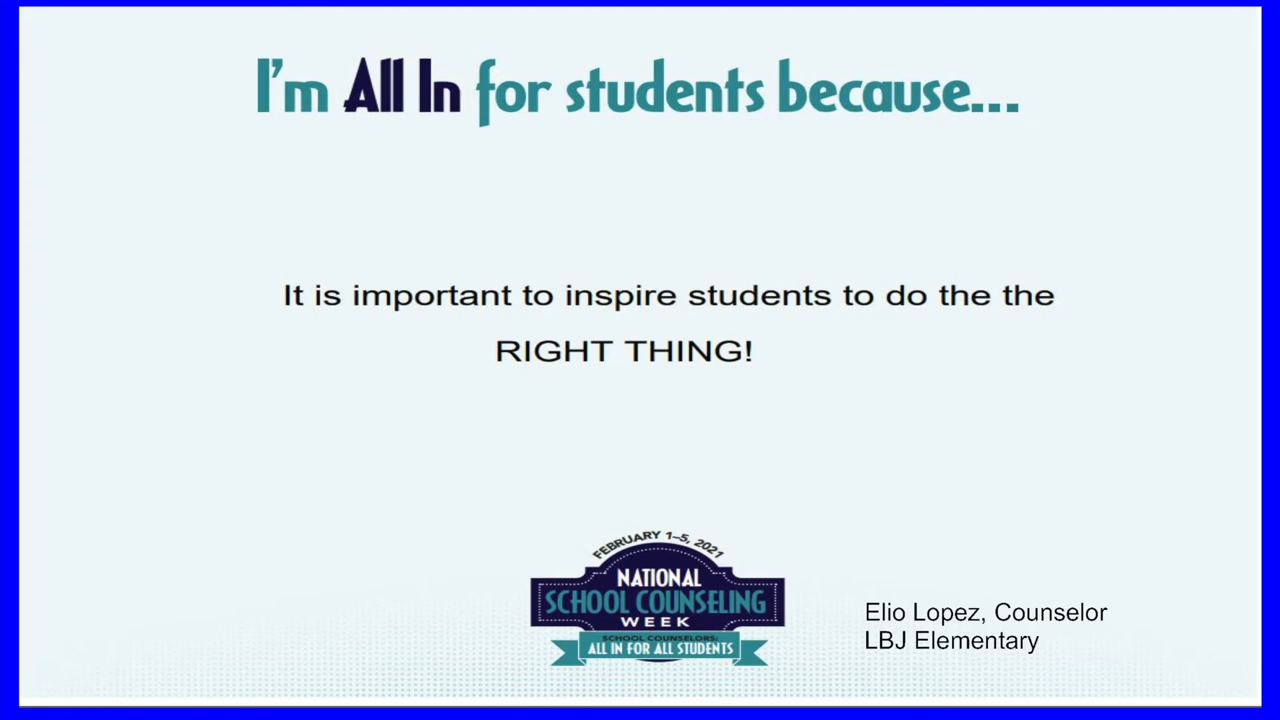 I'm All In for students because...
It is important to inspire students to do the the
RIGHT THING!
FEBRUARY 1–5, 2021
NATIONAL
SCHOOL COUNSELING
WEEK
SCHOOL COUNSELORS:
ALL IN FOR ALL STUDENTS
Elio Lopez, Counselor
LBJ Elementary